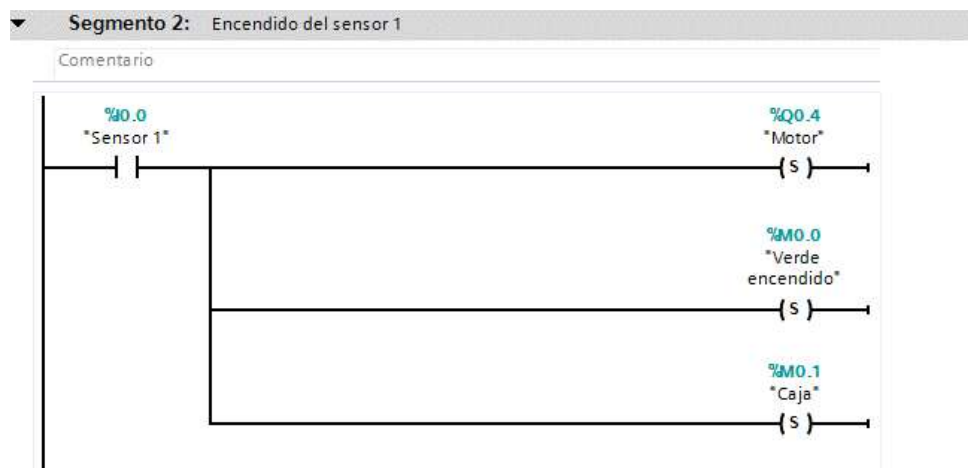 Segmento 2: Encendido del sensor 1
Comentario
%I0.0
"Sensor 1"
%Q0.4
"Motor"
( S )
%M0.0
"Verde
encendido"
( S )
%M0.1
"Caja"
( S )